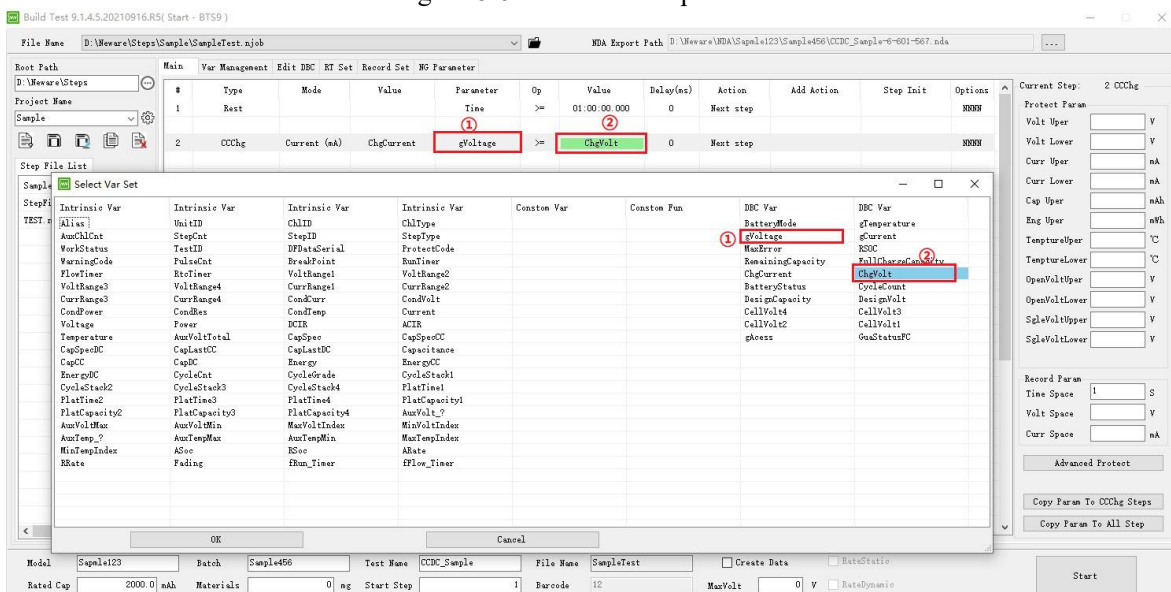 Build Test 9.1.4.5.20210916.R5( Start - BTS9 )
File Name D:\Neware\Steps\Sample\SampleTest.njob NDA Export Path D:\Neware\NDA\Sapmle123\Sample456\CCDC_Sample-6-601-567.nda ...
Root Path Main Var Management Edit DBC RT Set Record Set NG Parameter
D:\Neware\Steps
# Type Mode Value Parameter Op Value Delay(ms) Action Add Action Step Init Options
Current Step: 2 CCChg
Project Name
Sample
1 Rest Time >= 01:00:00.000 0 Next step NNNN
Protect Param
Volt Uper V
① ②
2 CCChg Current (mA) ChgCurrent gVoltage >= ChgVolt 0 Next step NNNN
Volt Lower V
Step File List
Curr Uper mA
Sample
Select Var Set
Curr Lower mA
StepFi
Intrinsic Var Intrinsic Var Intrinsic Var Intrinsic Var Constom Var Constom Fun DBC Var DBC Var
Cap Uper mAh
TEST.n
Alias UnitID ChlID ChlType BatteryMode gTemperature
Eng Uper mWh
AuxChlCnt StepCnt StepID StepType ① gVoltage gCurrent
WorkStatus TestID DFDataSerial ProtectCode MaxError RSOC
TemptureUper ℃
WarningCode PulseCnt BreakPoint RunTimer RemainingCapacity FullChargeCapacity ②
TemptureLower ℃
FlowTimer RtoTimer VoltRange1 VoltRange2 ChgCurrent ChgVolt
OpenVoltUper V
VoltRange3 VoltRange4 CurrRange1 CurrRange2 BatteryStatus CycleCount
CurrRange3 CurrRange4 CondCurr CondVolt DesignCapacity DesignVolt
OpenVoltLower V
CondPower CondRes CondTemp Current CellVolt4 CellVolt3
Voltage Power DCIR ACIR CellVolt2 CellVolt1
SgleVoltUpper V
Temperature AuxVoltTotal CapSpec CapSpecCC gAcess GuaStatusFC
SgleVoltLower V
CapSpecDC CapLastCC CapLastDC Capacitance
CapCC CapDC Energy EnergyCC
EnergyDC CycleCnt CycleGrade CycleStack1
Record Param
CycleStack2 CycleStack3 CycleStack4 PlatTime1
Time Space 1 S
PlatTime2 PlatTime3 PlatTime4 PlatCapacity1
PlatCapacity2 PlatCapacity3 PlatCapacity4 AuxVolt_?
Volt Space V
AuxVoltMax AuxVoltMin MaxVoltIndex MinVoltIndex
AuxTemp_? AuxTempMax AuxTempMin MaxTempIndex
Curr Space mA
MinTempIndex ASoc RSoc ARate
RRate Fading fRun_Timer fFlow_Timer
Advanced Protect
Copy Param To CCChg Steps
Copy Param To All Step
OK Cancel
Model Sapmle123 Batch Sample456 Test Name CCDC_Sample File Name SampleTest Create Data RateStatic
Start
Rated Cap 2000.0 mAh Materials 0 mg Start Step 1 Barcode 12 MaxVolt 0 V RateDynamic